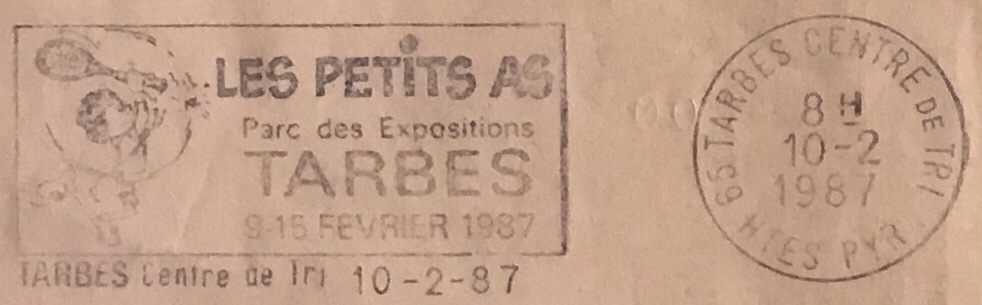 LES PETITS AS
Parc des Expositions
TARBES
9-15 FEVRIER 1987
TARBES Centre de Tri 10-2-87
65 TARBES CENTRE DE TRI
8H
10-2
1987
HTES PYR.